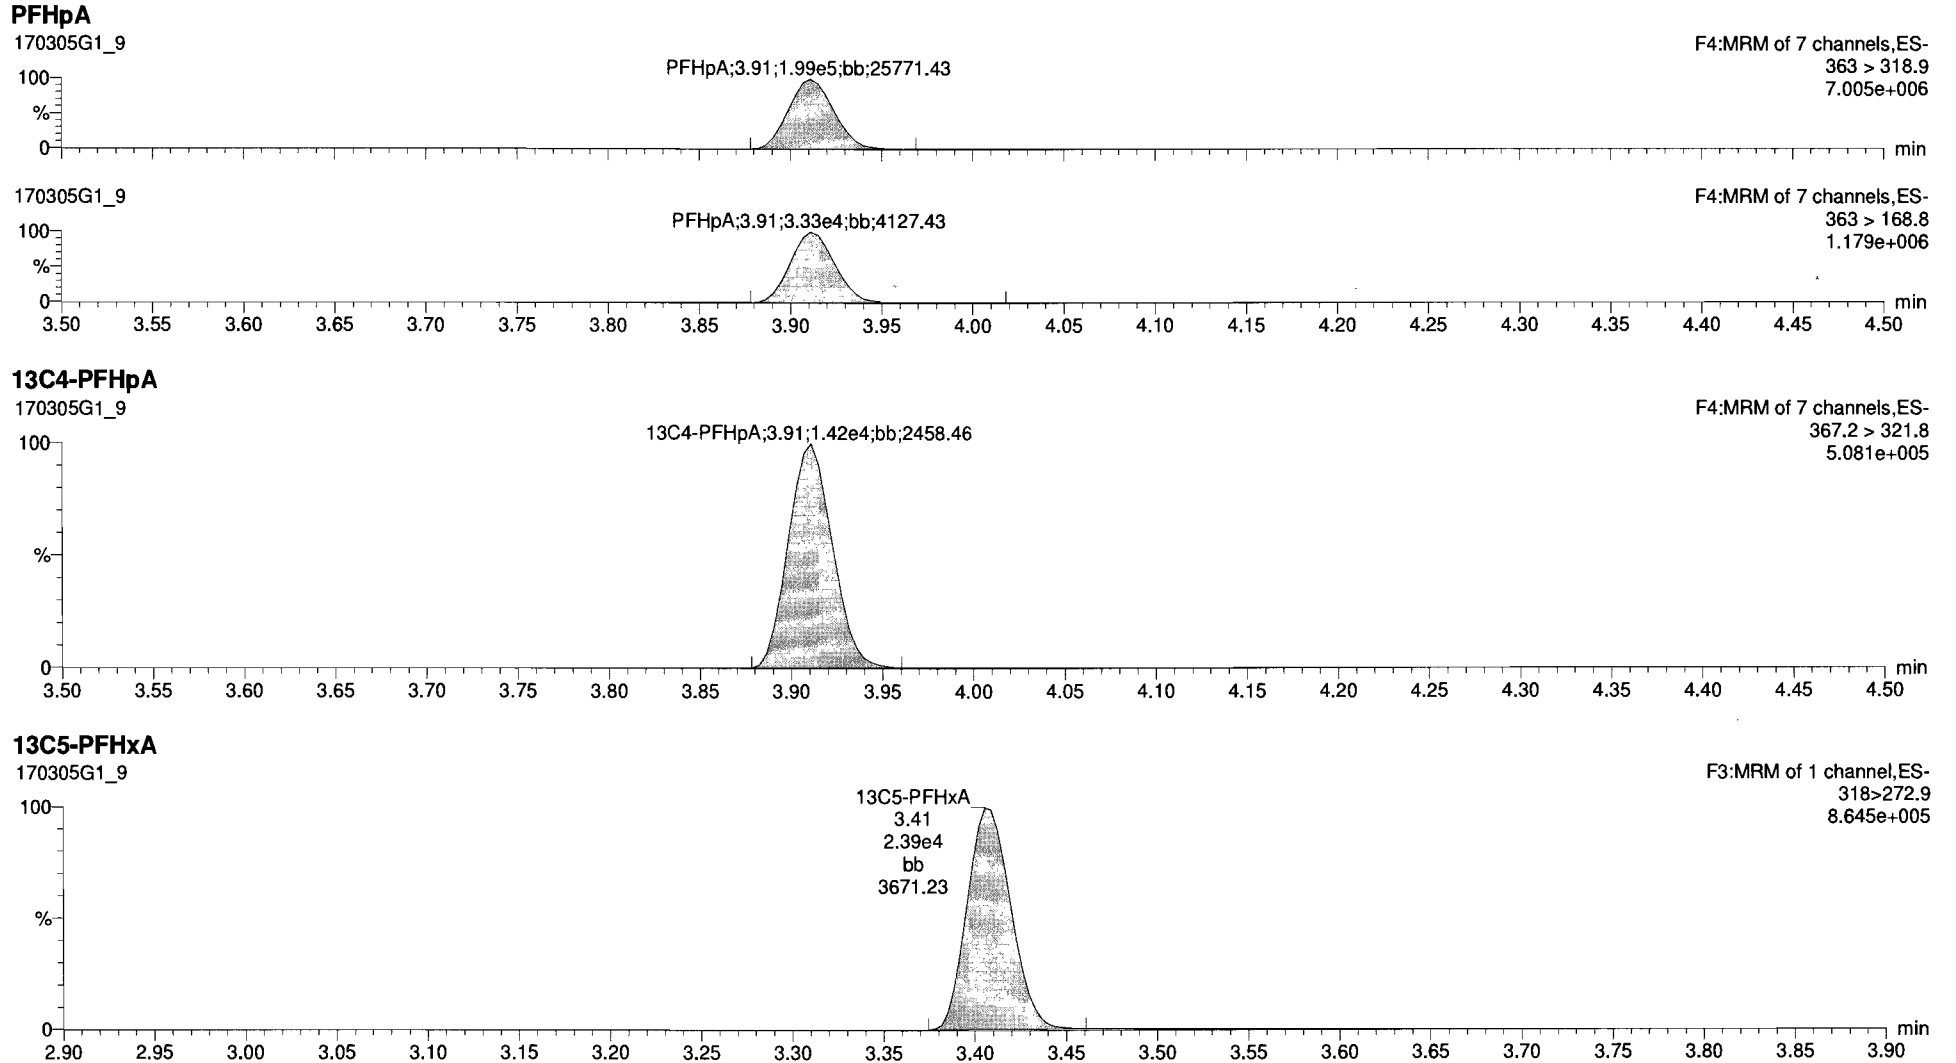 PFHpA
170305G1_9
F4:MRM of 7 channels,ES-
363 > 318.9
7.005e+006
PFHpA;3.91;1.99e5;bb;25771.43
100
%
0
min
170305G1_9
F4:MRM of 7 channels,ES-
363 > 168.8
1.179e+006
PFHpA;3.91;3.33e4;bb;4127.43
100
%
0
min
3.50 3.55 3.60 3.65 3.70 3.75 3.80 3.85 3.90 3.95 4.00 4.05 4.10 4.15 4.20 4.25 4.30 4.35 4.40 4.45 4.50
13C4-PFHpA
170305G1_9
F4:MRM of 7 channels,ES-
367.2 > 321.8
5.081e+005
13C4-PFHpA;3.91;1.42e4;bb;2458.46
100
%
0
min
3.50 3.55 3.60 3.65 3.70 3.75 3.80 3.85 3.90 3.95 4.00 4.05 4.10 4.15 4.20 4.25 4.30 4.35 4.40 4.45 4.50
13C5-PFHxA
170305G1_9
F3:MRM of 1 channel,ES-
318>272.9
8.645e+005
13C5-PFHxA
3.41
2.39e4
bb
3671.23
100
%
0
min
2.90 2.95 3.00 3.05 3.10 3.15 3.20 3.25 3.30 3.35 3.40 3.45 3.50 3.55 3.60 3.65 3.70 3.75 3.80 3.85 3.90